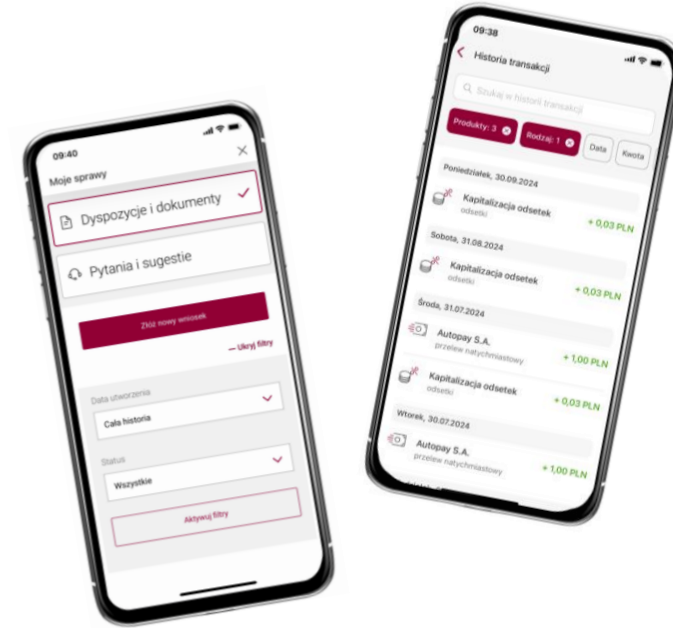 09:40
Moje sprawy
Dyspozycje i dokumenty
Pytania i sugestie
Złóż nowy wniosek
— Ukryj filtry
Data utworzenia
Cała historia
Status
Wszystkie
Aktywuj filtry
09:38
Historia transakcji
Szukaj w historii transakcji
Produkty: 3
Rodzaj: 1
Data
Kwota
Poniedziałek, 30.09.2024
Kapitalizacja odsetek
+ 0,03 PLN
odsetki
Sobota, 31.08.2024
Kapitalizacja odsetek
+ 0,03 PLN
odsetki
Środa, 31.07.2024
Autopay S.A.
+ 1,00 PLN
przelew natychmiastowy
Kapitalizacja odsetek
+ 0,03 PLN
odsetki
Wtorek, 30.07.2024
Autopay S.A.
+ 1,00 PLN
przelew natychmiastowy